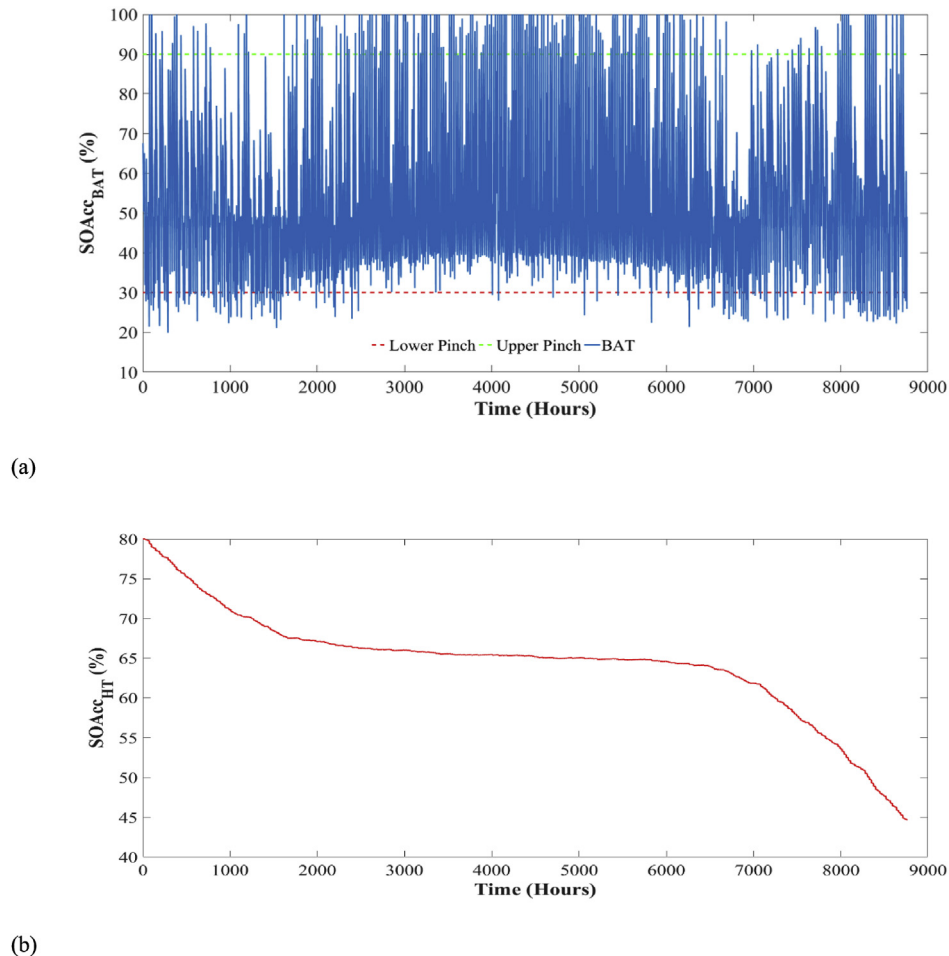 100
90
80
70
60
50
40
30
20
10
SOAcc_BAT (%)
Lower Pinch Upper Pinch BAT
0 1000 2000 3000 4000 5000 6000 7000 8000 9000
Time (Hours)
(a)
80
75
70
65
60
55
50
45
40
SOAcc_HT (%)
0 1000 2000 3000 4000 5000 6000 7000 8000 9000
Time (Hours)
(b)